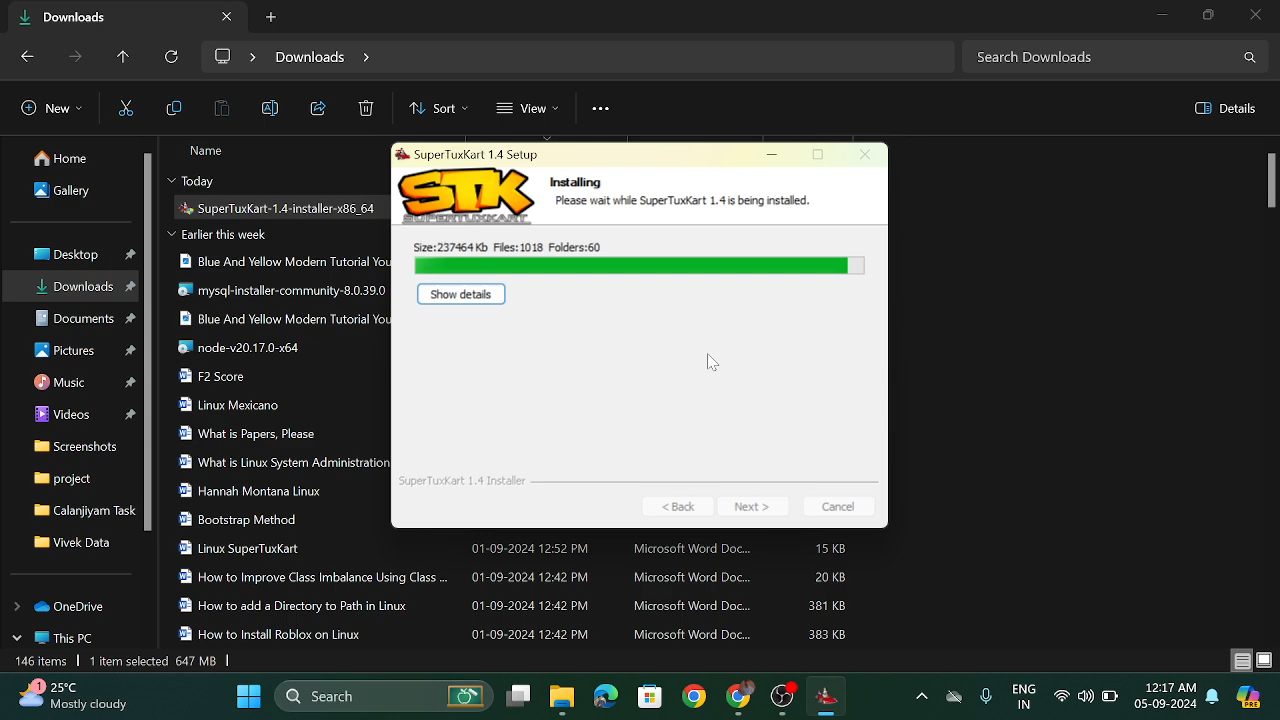 Downloads
Downloads
Search Downloads
New
Sort
View
Details
Home
Gallery
Desktop
Downloads
Documents
Pictures
Music
Videos
Screenshots
project
Clanjiyam Task
Vivek Data
OneDrive
This PC
Name
Today
SuperTuxKart-1.4-installer-x86_64
Earlier this week
Blue And Yellow Modern Tutorial You
mysql-installer-community-8.0.39.0
Blue And Yellow Modern Tutorial You
node-v20.17.0-x64
F2 Score
Linux Mexicano
What is Papers, Please
What is Linux System Administration
Hannah Montana Linux
Bootstrap Method
Linux SuperTuxKart 01-09-2024 12:52 PM Microsoft Word Doc... 15 KB
How to Improve Class Imbalance Using Class ... 01-09-2024 12:42 PM Microsoft Word Doc... 20 KB
How to add a Directory to Path in Linux 01-09-2024 12:42 PM Microsoft Word Doc... 381 KB
How to Install Roblox on Linux 01-09-2024 12:42 PM Microsoft Word Doc... 383 KB
SuperTuxKart 1.4 Setup
STK
SUPERTUXKART
Installing
Please wait while SuperTuxKart 1.4 is being installed.
Size:237464 Kb Files:1018 Folders:60
Show details
SuperTuxKart 1.4 Installer
< Back
Next >
Cancel
146 items 1 item selected 647 MB
1
25°C
Mostly cloudy
Search
ENG
IN
12:17 AM
05-09-2024
PRE